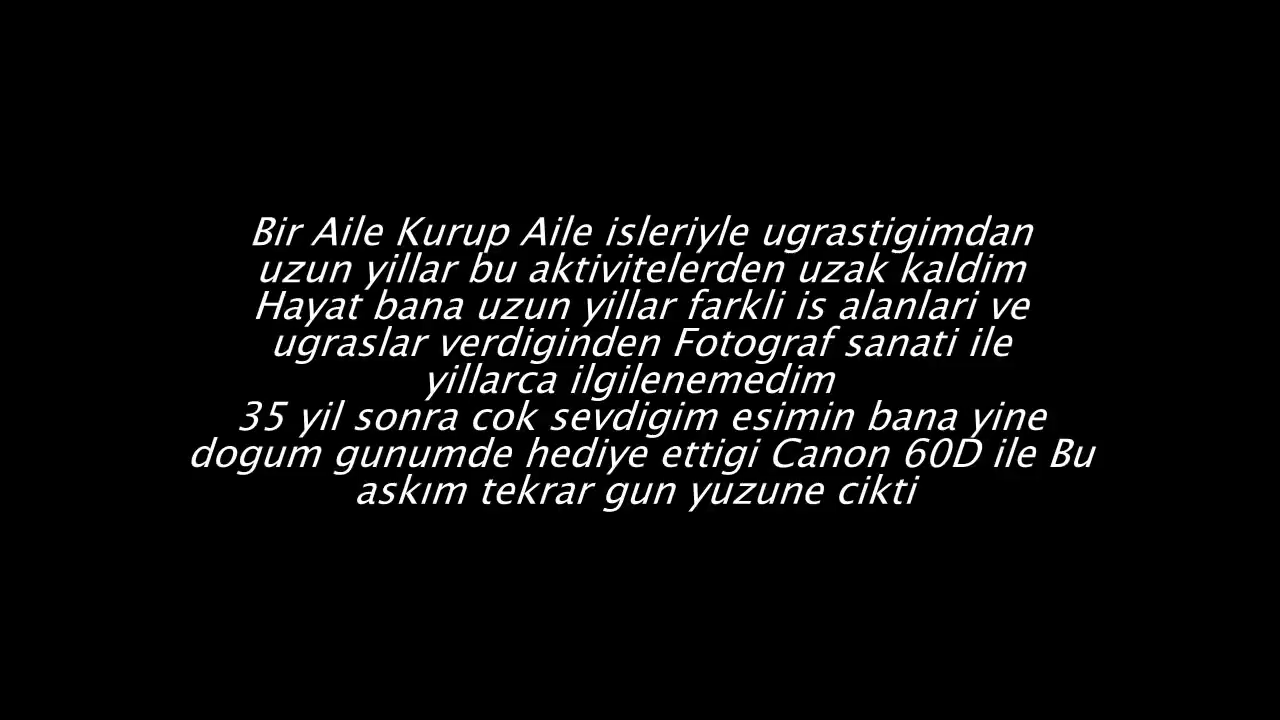 Bir Aile Kurup Aile isleriyle ugrastigimdan
uzun yillar bu aktivitelerden uzak kaldim
Hayat bana uzun yillar farkli is alanlari ve
ugraslar verdiginden Fotograf sanati ile
yillarca ilgilenemedim
35 yil sonra cok sevdigim esimin bana yine
dogum gunumde hediye ettigi Canon 60D ile Bu
askım tekrar gun yuzune cikti